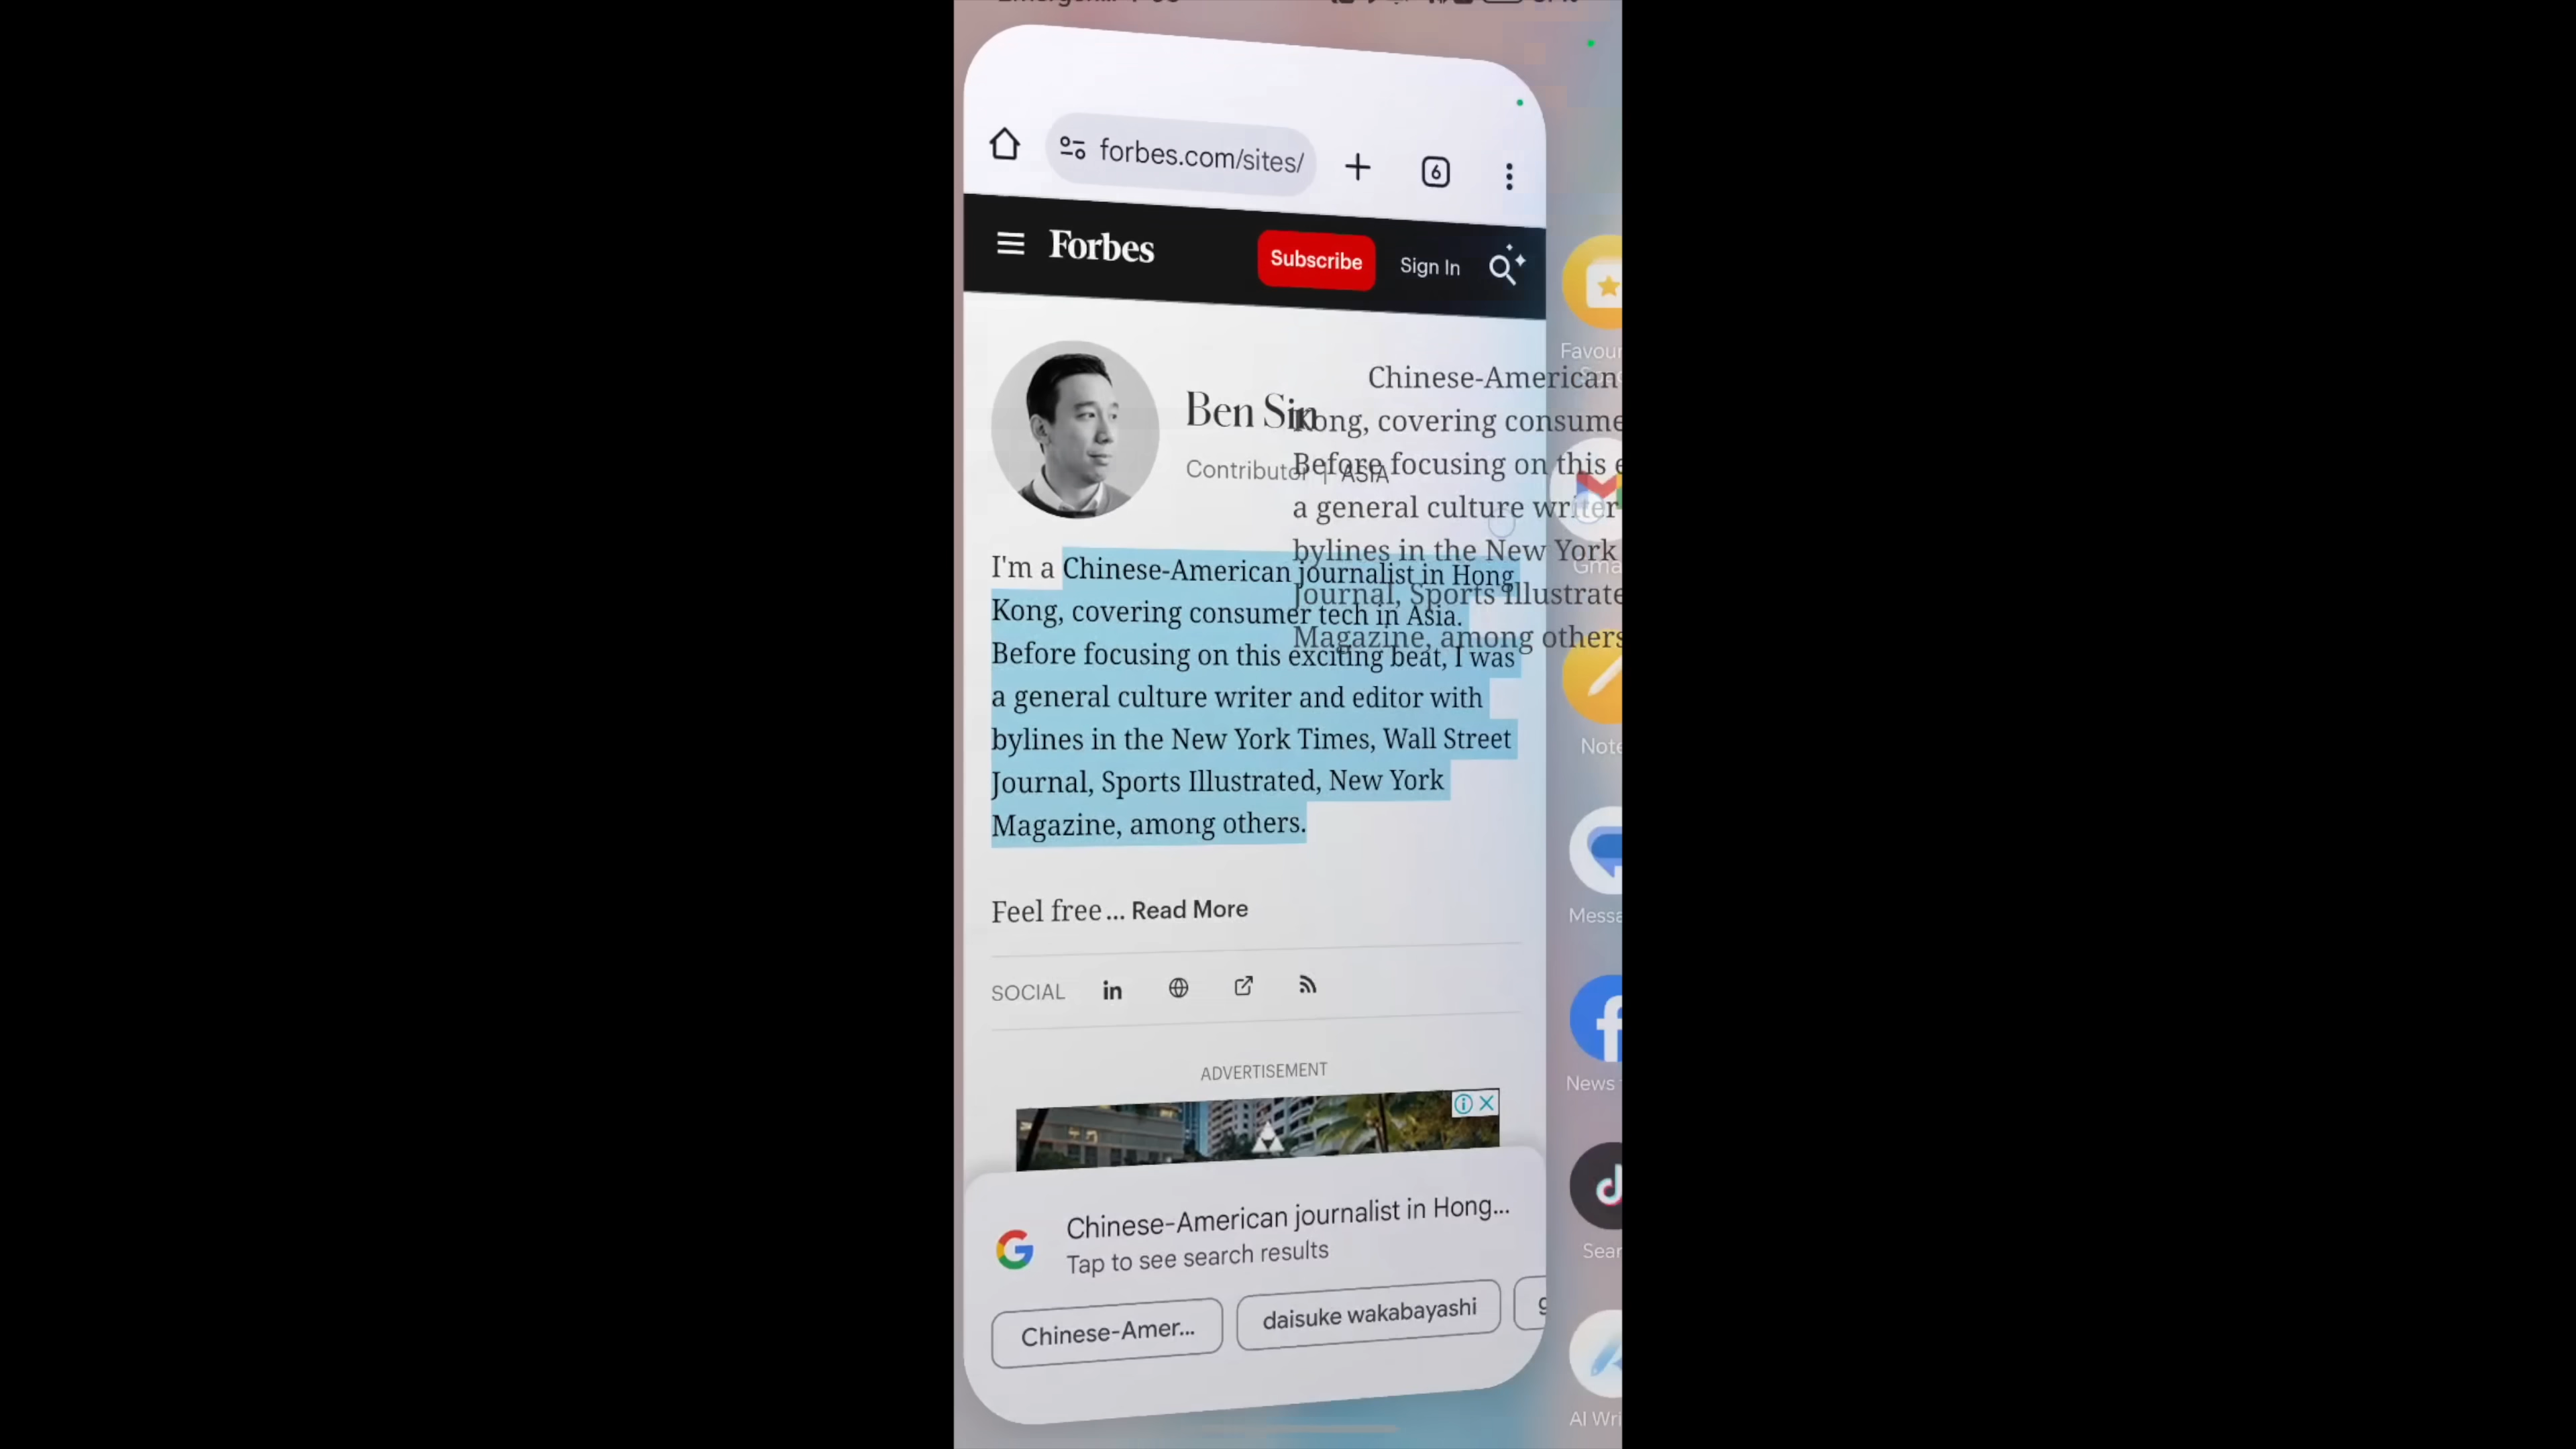 forbes.com/sites/
6
Forbes
Subscribe
Sign In
Ben Sin
Contributor | ASIA
I'm a Chinese-American journalist in Hong
Kong, covering consumer tech in Asia.
Before focusing on this exciting beat, I was
a general culture writer and editor with
bylines in the New York Times, Wall Street
Journal, Sports Illustrated, New York
Magazine, among others.
Chinese-American
Kong, covering consume
Before focusing on this e
a general culture writer
bylines in the New York
Journal, Sports Illustrate
Magazine, among others
Feel free ... Read More
SOCIAL
in
ADVERTISEMENT
Chinese-American journalist in Hong...
Tap to see search results
Chinese-Amer...
daisuke wakabayashi
g
Favou
Gma
Note
Messa
News
Sear
AI Wri